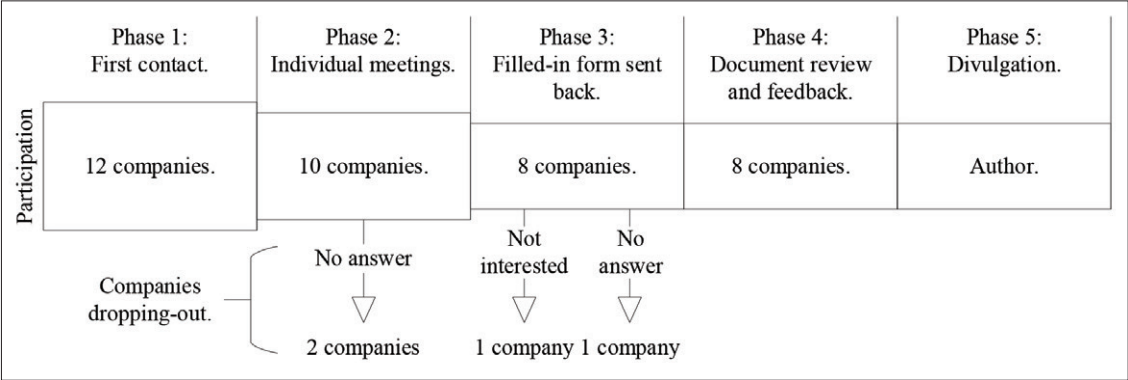 Phase 1:
First contact.
Phase 2:
Individual meetings.
Phase 3:
Filled-in form sent
back.
Phase 4:
Document review
and feedback.
Phase 5:
Divulgation.
Participation
12 companies.
10 companies.
8 companies.
8 companies.
Author.
Companies
dropping-out.
No answer
2 companies
Not
interested
1 company
No
answer
1 company